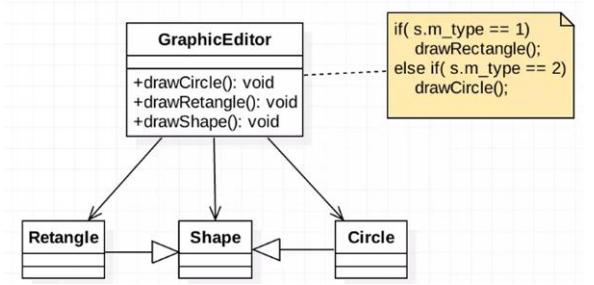 GraphicEditor
+drawCircle(): void
+drawRetangle(): void
+drawShape(): void
if( s.m_type == 1)
drawRectangle();
else if( s.m_type == 2)
drawCircle();
Retangle
Shape
Circle